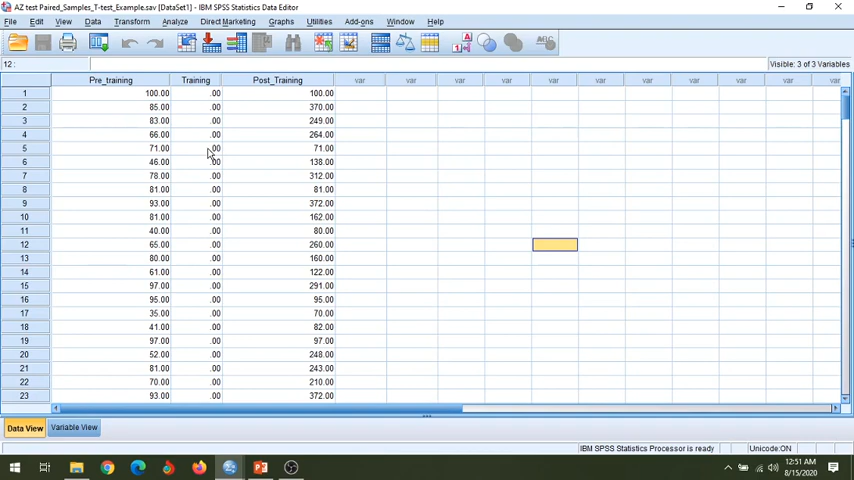 AZ test Paired_Samples_T-test_Example.sav [DataSet1] - IBM SPSS Statistics Data Editor
File Edit View Data Transform Analyze Direct Marketing Graphs Utilities Add-ons Window Help
12 :
Visible: 3 of 3 Variables
Pre_training Training Post_Training var var var var var var var var var var var
1 100.00 .00 100.00
2 85.00 .00 370.00
3 83.00 .00 249.00
4 66.00 .00 264.00
5 71.00 .00 71.00
6 46.00 .00 138.00
7 78.00 .00 312.00
8 81.00 .00 81.00
9 93.00 .00 372.00
10 81.00 .00 162.00
11 40.00 .00 80.00
12 65.00 .00 260.00
13 80.00 .00 160.00
14 61.00 .00 122.00
15 97.00 .00 291.00
16 95.00 .00 95.00
17 35.00 .00 70.00
18 41.00 .00 82.00
19 97.00 .00 97.00
20 52.00 .00 248.00
21 81.00 .00 243.00
22 70.00 .00 210.00
23 93.00 .00 372.00
Data View Variable View
IBM SPSS Statistics Processor is ready Unicode:ON
12:51 AM
8/15/2020